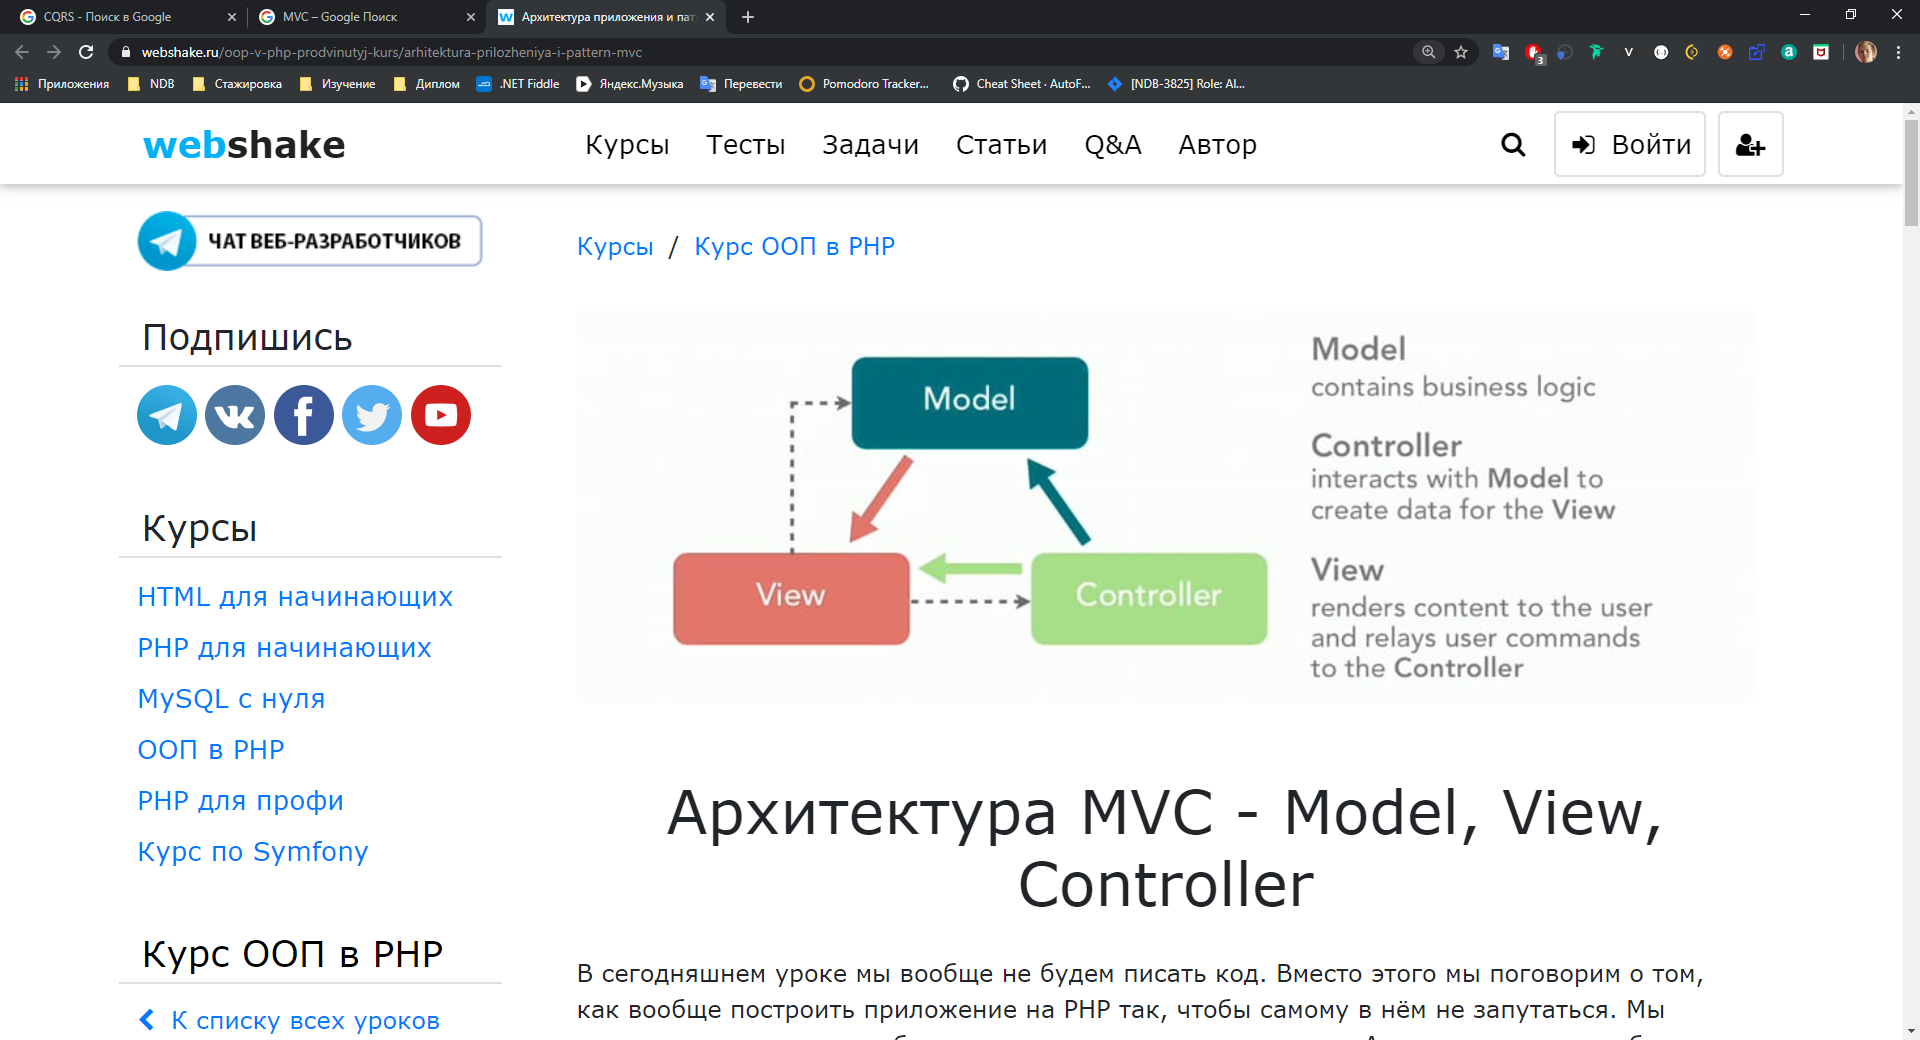 CQRS - Поиск в Google
MVC – Google Поиск
Архитектура приложения и пат
webshake.ru/oop-v-php-prodvinutyj-kurs/arhitektura-prilozheniya-i-pattern-mvc
3
Приложения
NDB
Стажировка
Изучение
Диплом
.NET Fiddle
Яндекс.Музыка
Перевести
Pomodoro Tracker...
Cheat Sheet · AutoF...
[NDB-3825] Role: Al...
webshake
Курсы
Тесты
Задачи
Статьи
Q&A
Автор
Войти
ЧАТ ВЕБ-РАЗРАБОТЧИКОВ
Подпишись
Курсы
HTML для начинающих
PHP для начинающих
MySQL с нуля
ООП в PHP
PHP для профи
Курс по Symfony
Курс ООП в PHP
К списку всех уроков
Курсы / Курс ООП в PHP
Model
View
Controller
Model
contains business logic
Controller
interacts with Model to
create data for the View
View
renders content to the user
and relays user commands
to the Controller
Архитектура MVC - Model, View,
Controller
В сегодняшнем уроке мы вообще не будем писать код. Вместо этого мы поговорим о том,
как вообще построить приложение на PHP так, чтобы самому в нём не запутаться. Мы